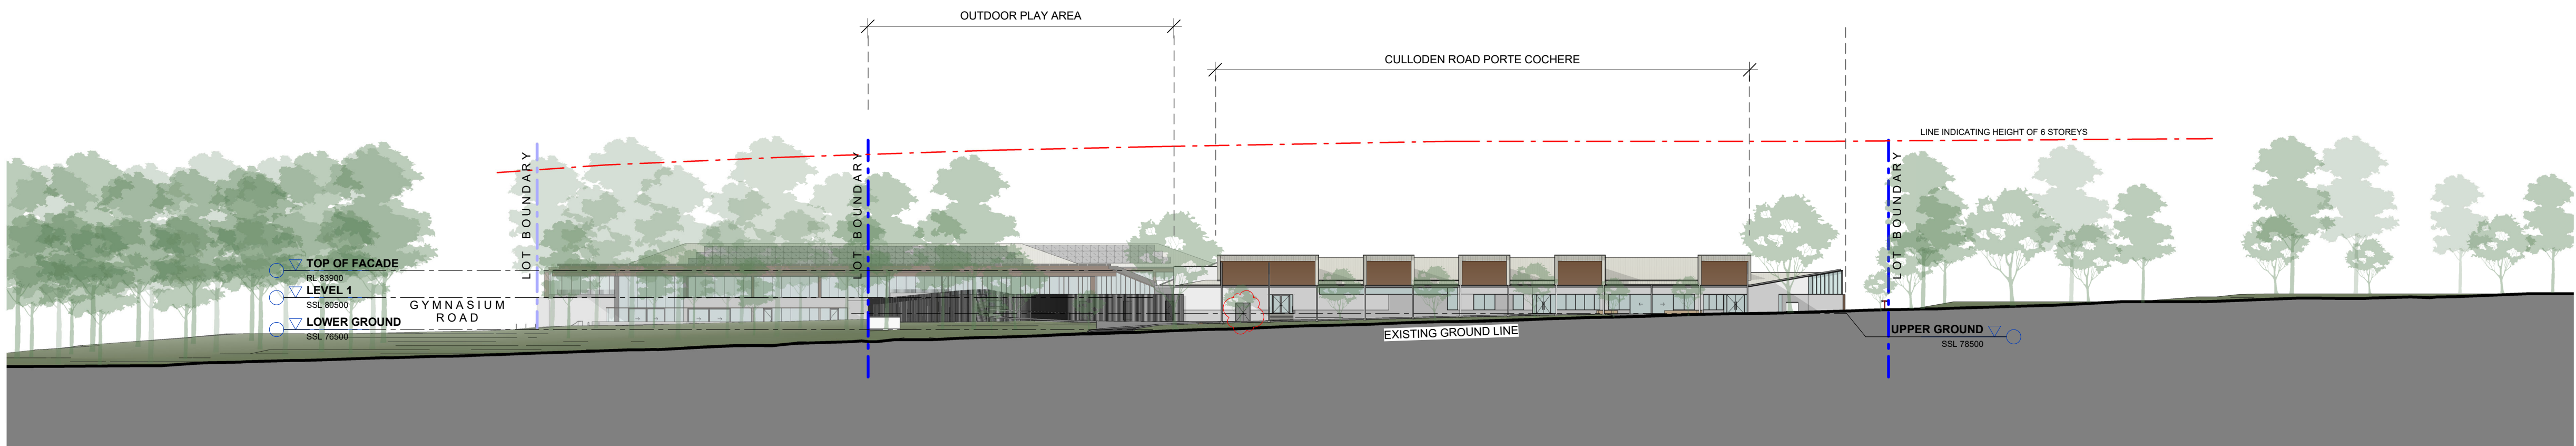 OUTDOOR PLAY AREA
CULLODEN ROAD PORTE COCHERE
LINE INDICATING HEIGHT OF 6 STOREYS
LOT BOUNDARY
LOT BOUNDARY
LOT BOUNDARY
TOP OF FACADE
RL 83900
LEVEL 1
SSL 80500
GYMNASIUM
ROAD
LOWER GROUND
SSL 76500
EXISTING GROUND LINE
UPPER GROUND
SSL 78500